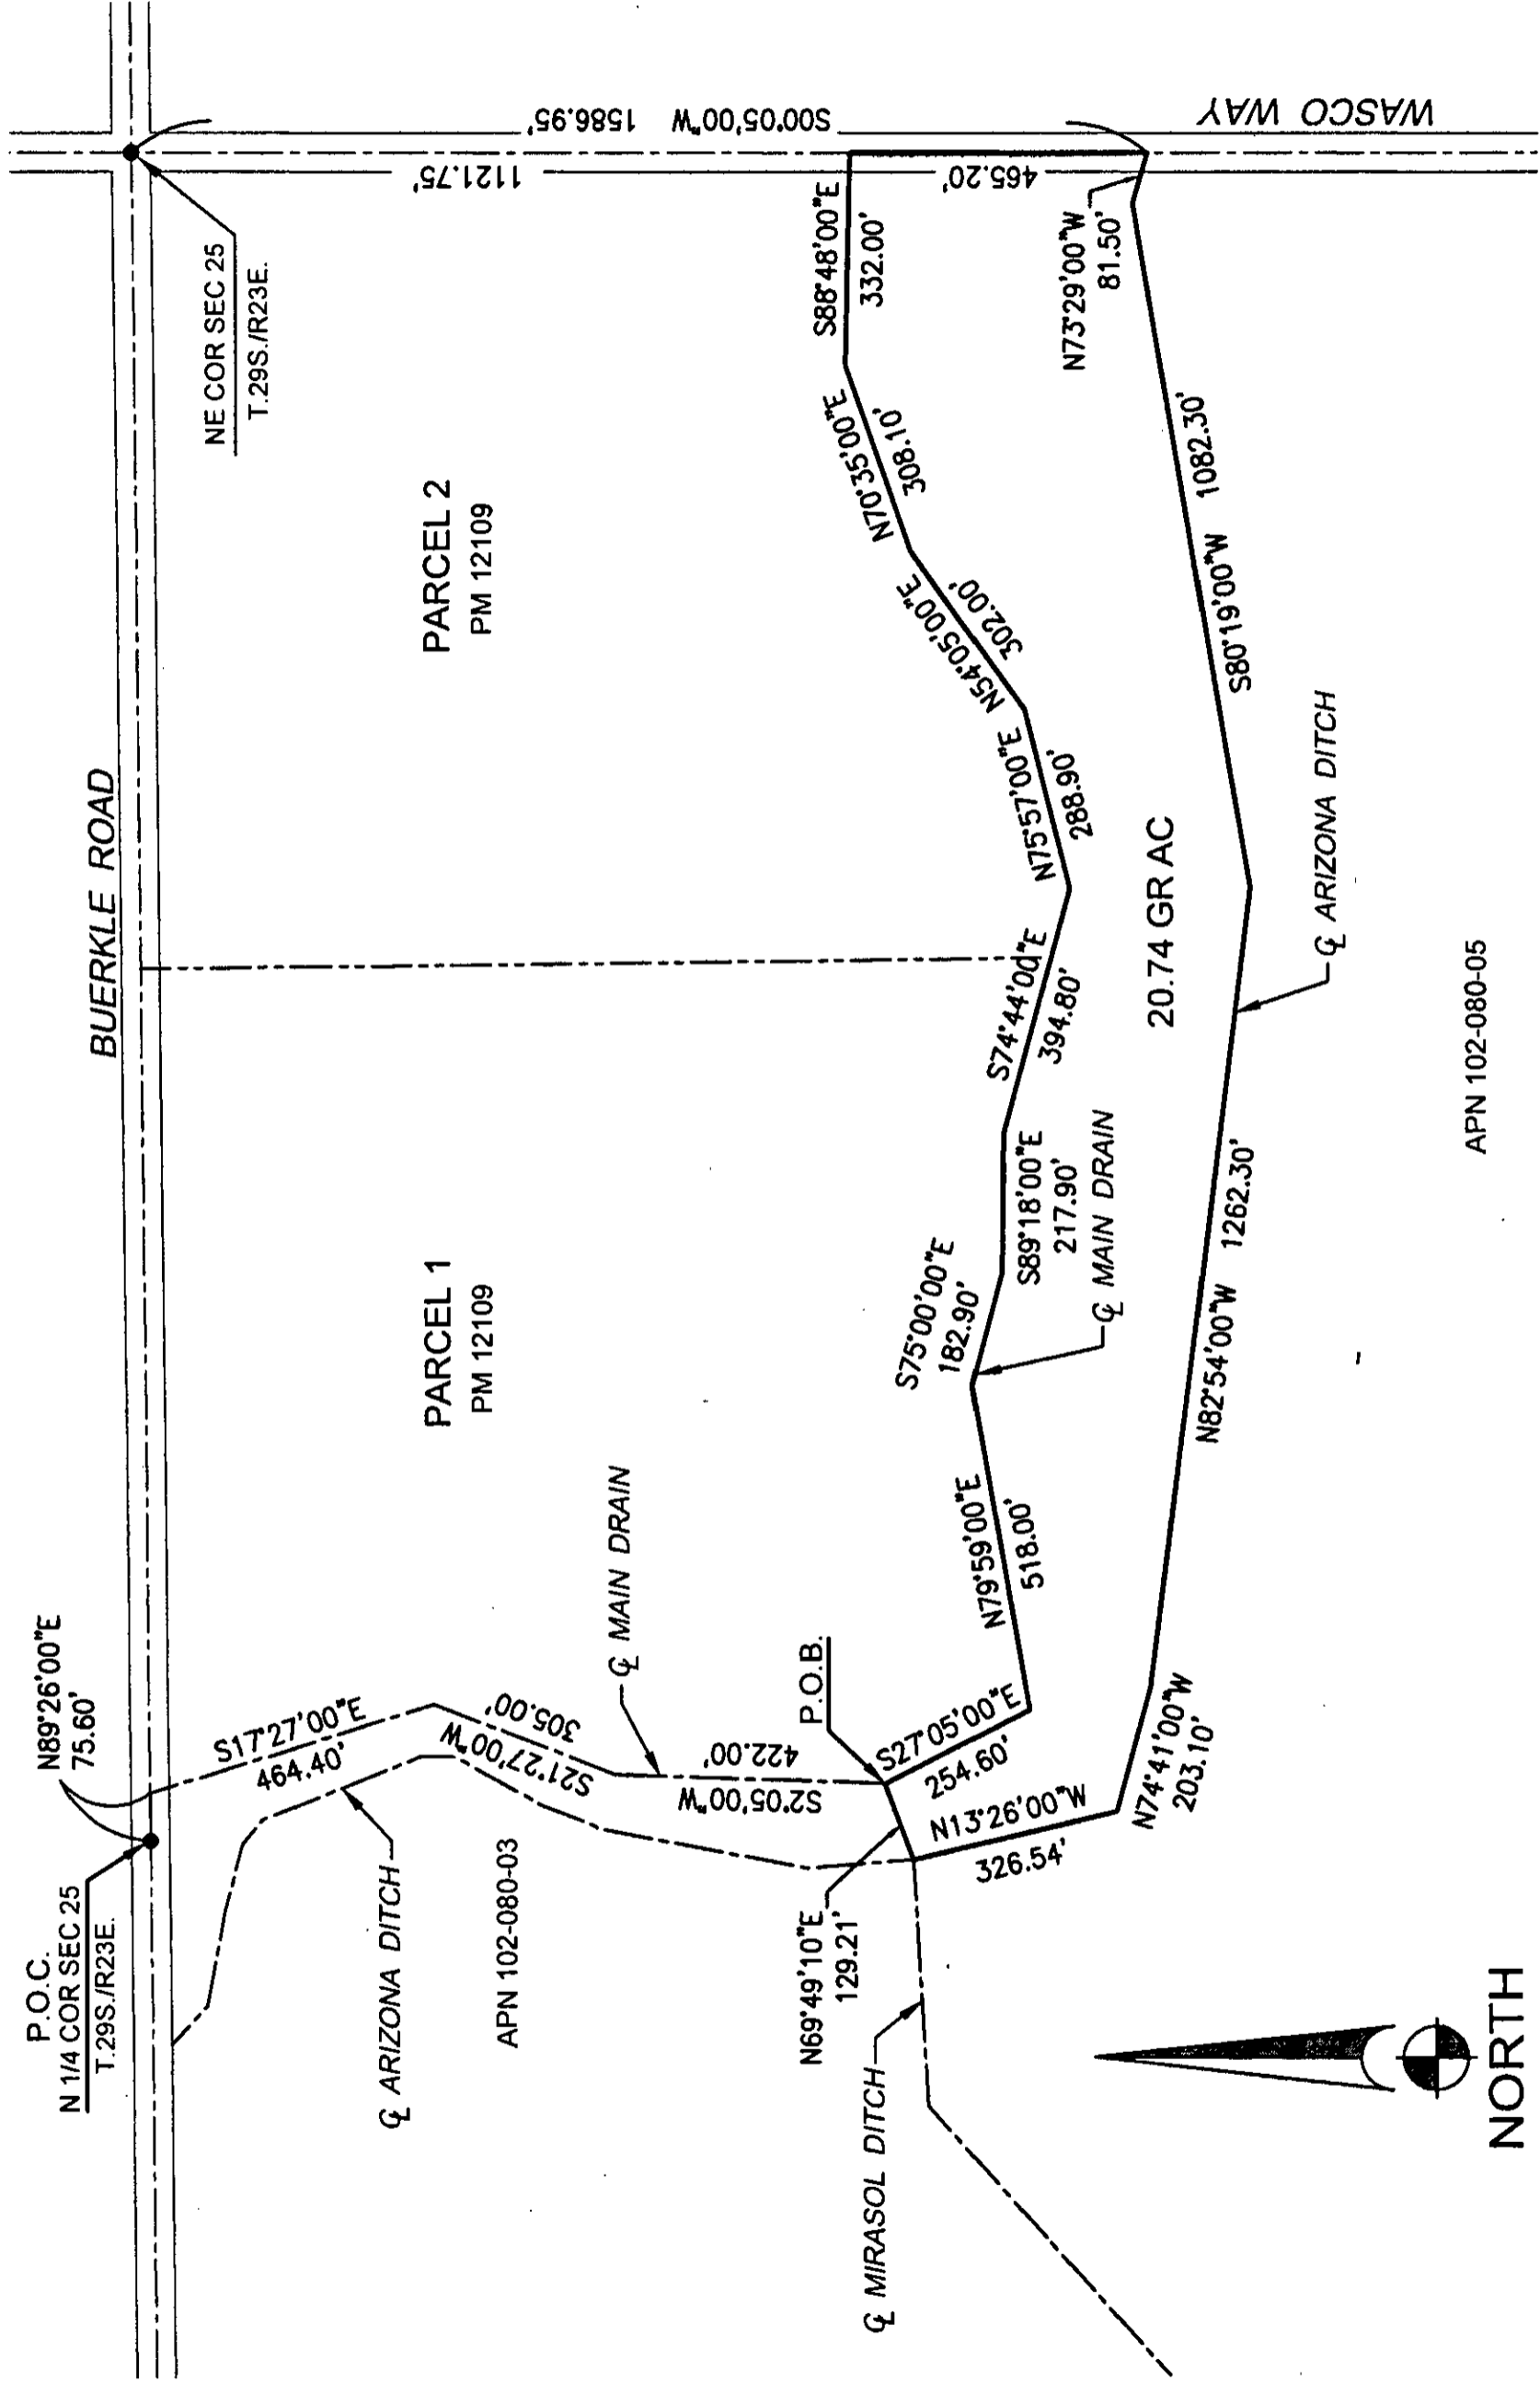 P.O.C.
N 1/4 COR SEC 25
T.29S./R23E.
N89°26'00"E
75.60'
BUERKLE ROAD
NE COR SEC 25
T.29S./R23E.
S17°27'00"E
464.40'
℄ ARIZONA DITCH
APN 102-080-03
S21°27'00"W
305.00'
℄ MAIN DRAIN
S2°05'00"W
422.00'
PARCEL 1
PM 12109
PARCEL 2
PM 12109
1121.75'
S00°05'00"W 1586.95'
465.20'
WASCO WAY
P.O.B.
N69°49'10"E
129.21'
℄ MIRASOL DITCH
S27°05'00"E
254.60'
N79°59'00"E
518.00'
S75°00'00"E
182.90'
℄ MAIN DRAIN
S89°18'00"E
217.90'
S74°44'00"E
394.80'
N75°57'00"E
288.90'
N54°05'00"E
302.00'
N70°35'00"E
308.10'
S88°48'00"E
332.00'
N73°29'00"W
81.50'
S80°19'00"W 1082.30'
20.74 GR AC
℄ ARIZONA DITCH
N82°54'00"W 1262.30'
N74°41'00"W
203.10'
N13°26'00"W
326.54'
APN 102-080-05
NORTH